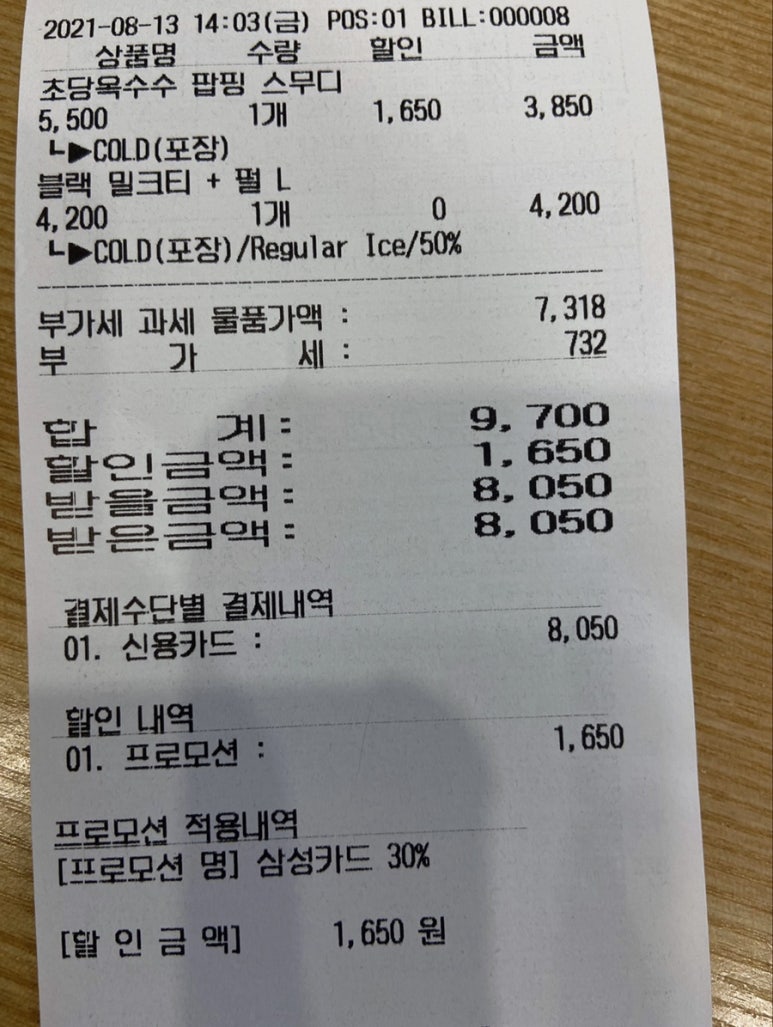 2021-08-13 14:03(금) POS:01 BILL:000008
상품명 수량 할인 금액
초당옥수수 팝핑 스무디
5,500 1개 1,650 3,850
┗▶COLD(포장)
블랙 밀크티 + 펄 L
4,200 1개 0 4,200
┗▶COLD(포장)/Regular Ice/50%
부가세 과세 물품가액 : 7,318
부 가 세 : 732
합 계 : 9,700
할인금액 : 1,650
받을금액 : 8,050
받은금액 : 8,050
결제수단별 결제내역
01. 신용카드 : 8,050
할인 내역
01. 프로모션 : 1,650
프로모션 적용내역
[프로모션 명] 삼성카드 30%
[할 인 금 액] 1,650 원